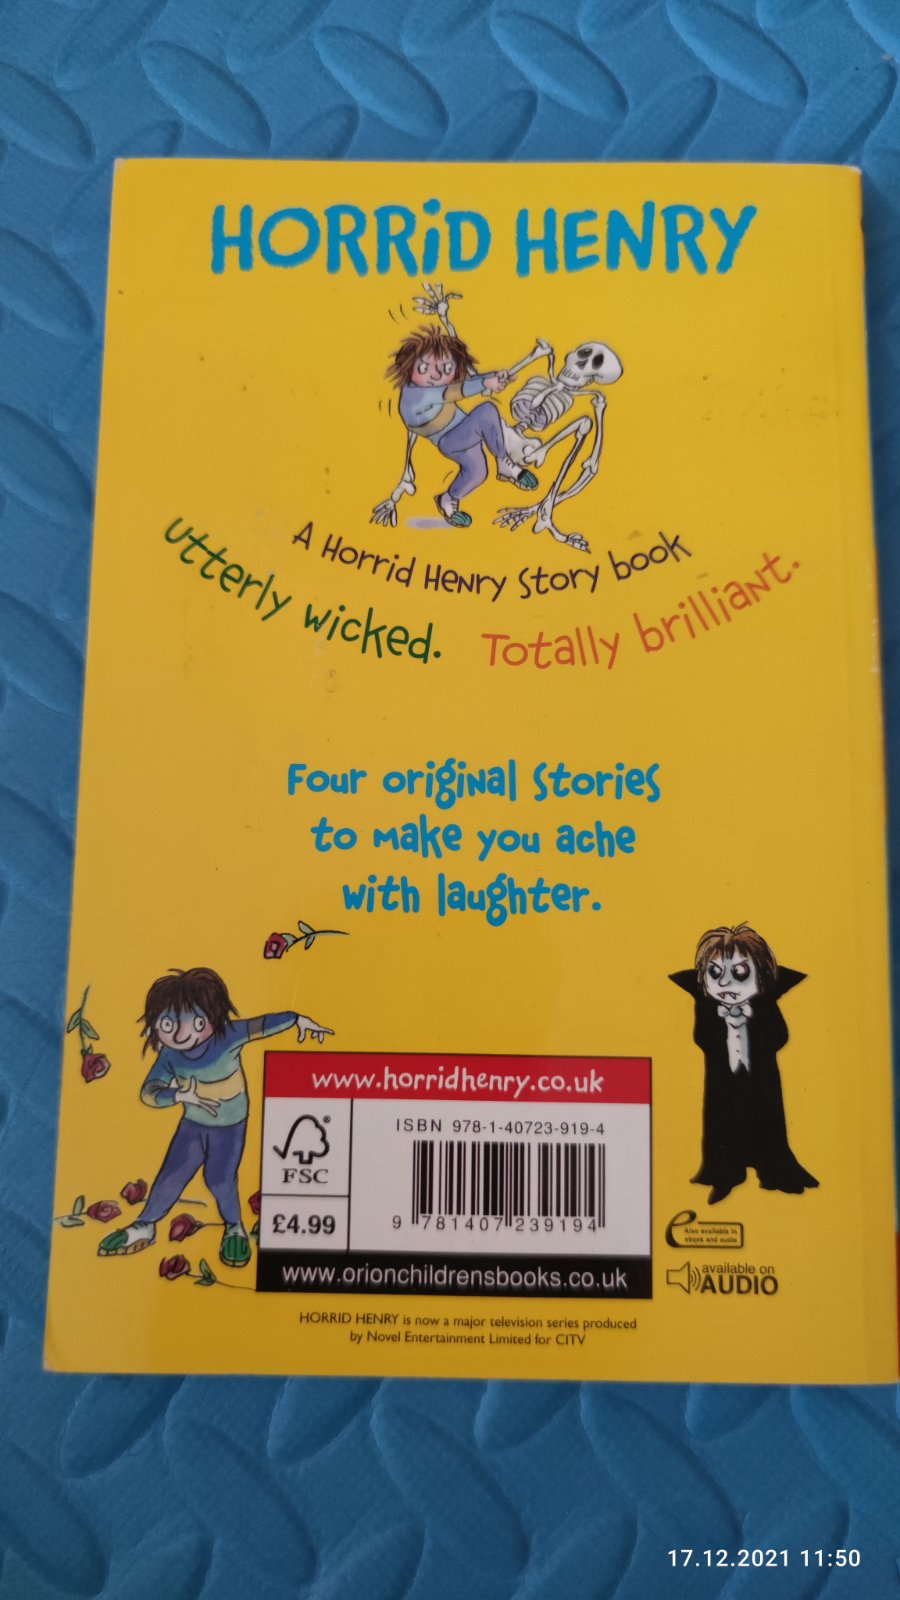 HORRiD HENRY
A Horrid Henry Story book
utterly wicked. Totally brilliant.
Four original stories
to make you ache
with laughter.
www.horridhenry.co.uk
ISBN 978-1-40723-919-4
FSC
®
£4.99
9 781407 239194
www.orionchildrensbooks.co.uk
e
Also available in
ebook and audio
available on
AUDIO
HORRID HENRY is now a major television series produced
by Novel Entertainment Limited for CITV
17.12.2021 11:50